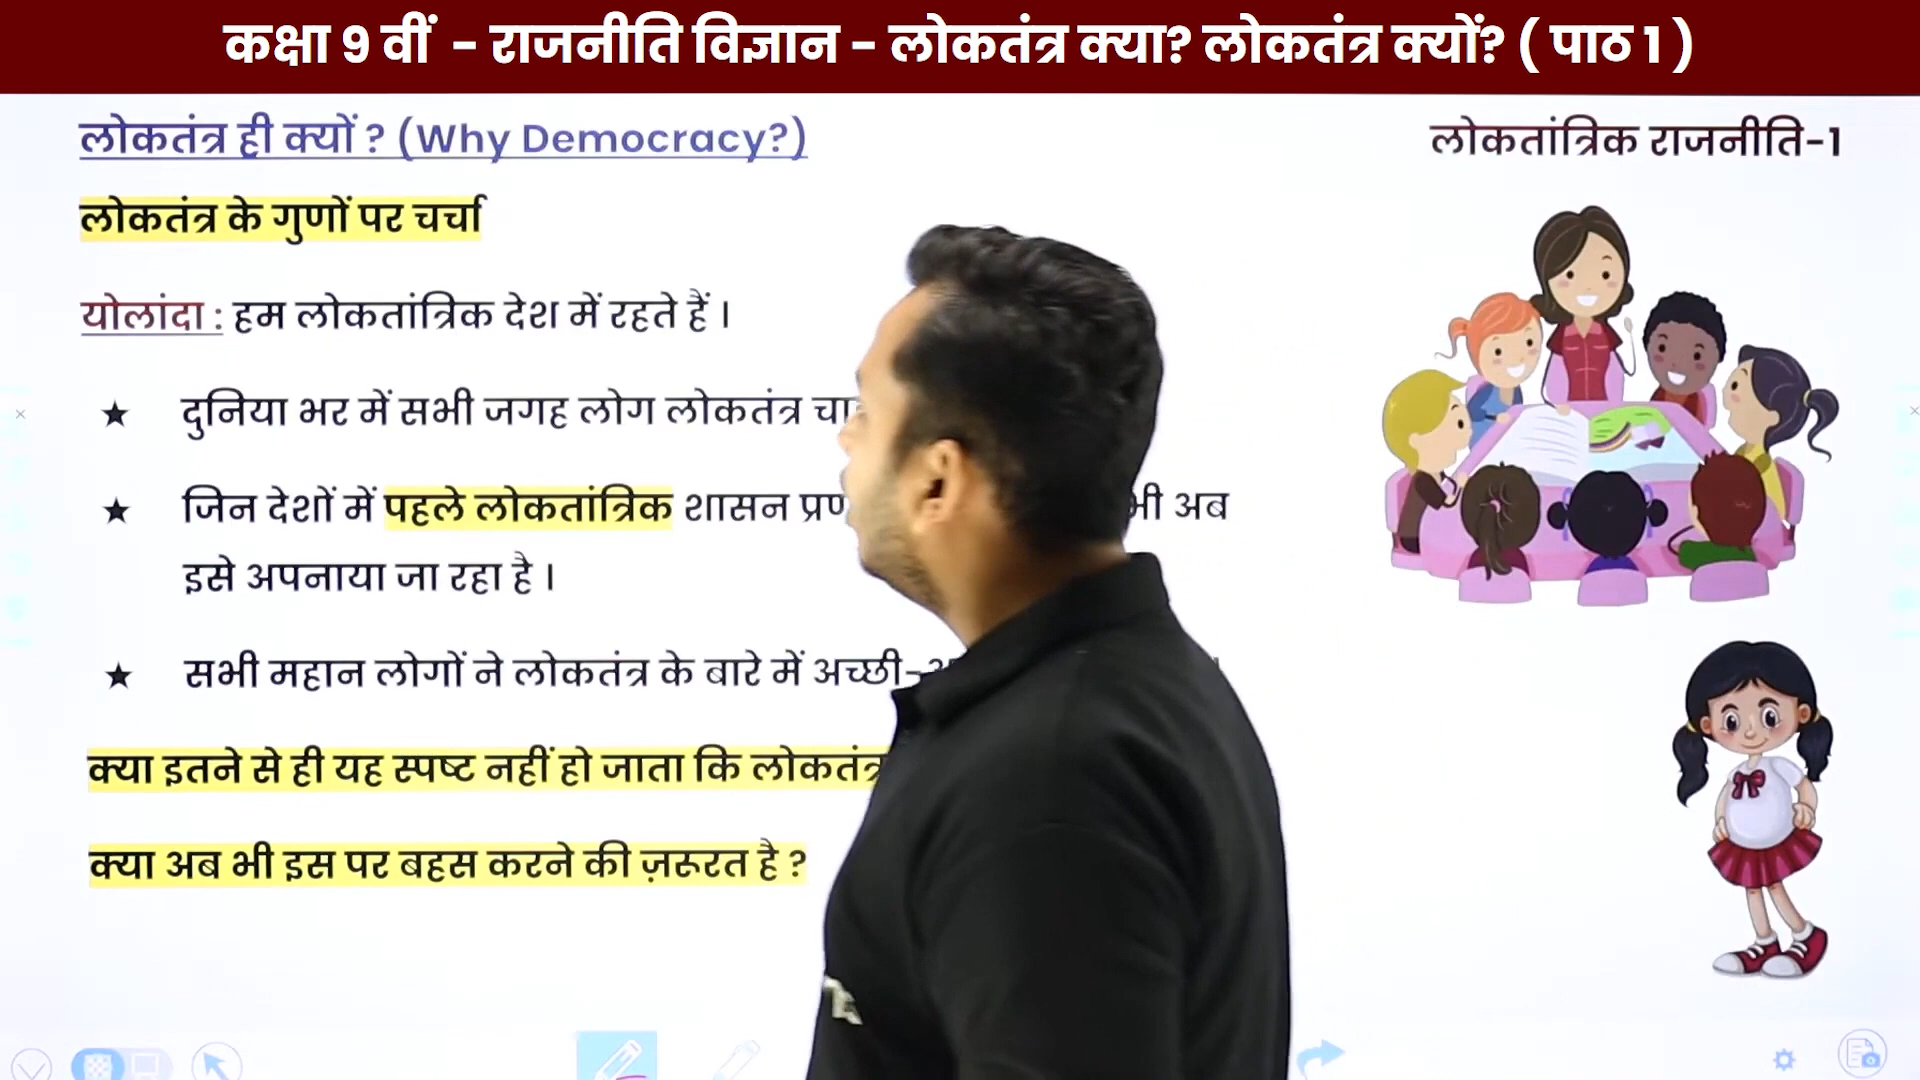 कक्षा 9 वीं - राजनीति विज्ञान - लोकतंत्र क्या? लोकतंत्र क्यों? ( पाठ 1 )
लोकतंत्र ही क्यों ? (Why Democracy?)
लोकतांत्रिक राजनीति-1
लोकतंत्र के गुणों पर चर्चा
योलांदा : हम लोकतांत्रिक देश में रहते हैं ।
★ दुनिया भर में सभी जगह लोग लोकतंत्र
★ जिन देशों में पहले लोकतांत्रिक शासन अब
इसे अपनाया जा रहा है ।
★ सभी महान लोगों ने लोकतंत्र के बारे में अच्छी-
क्या इतने से ही यह स्पष्ट नहीं हो जाता कि लोकतंत्र
क्या अब भी इस पर बहस करने की ज़रूरत है ?